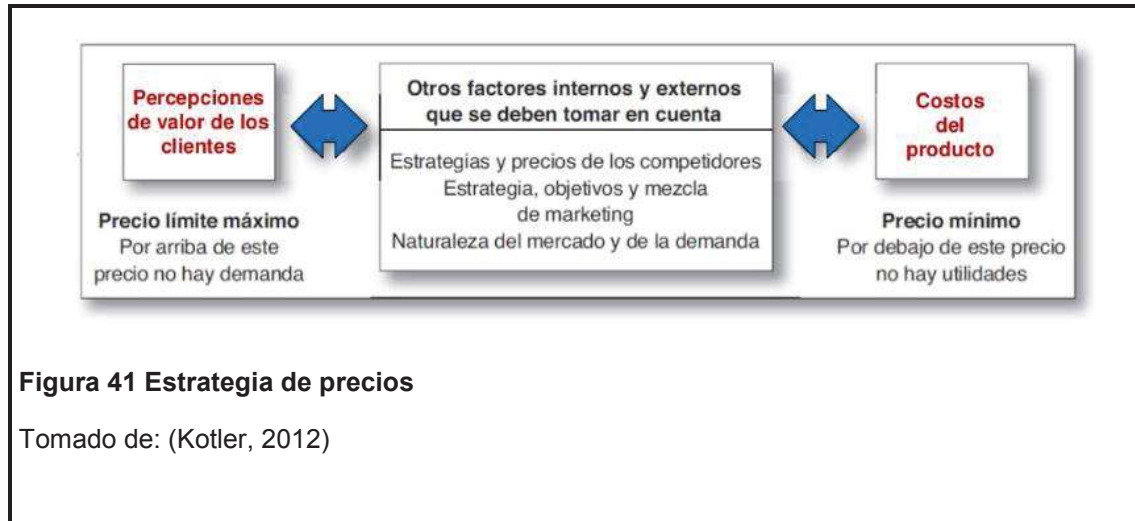 Percepciones
de valor de los
clientes
Precio límite máximo
Por arriba de este
precio no hay demanda
Otros factores internos y externos
que se deben tomar en cuenta
Estrategias y precios de los competidores
Estrategia, objetivos y mezcla
de marketing
Naturaleza del mercado y de la demanda
Costos
del
producto
Precio mínimo
Por debajo de este precio
no hay utilidades
Figura 41 Estrategia de precios
Tomado de: (Kotler, 2012)